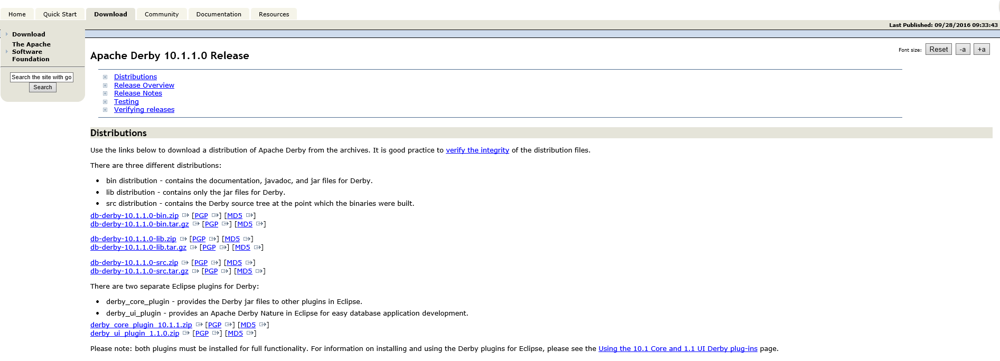 Home
Quick Start
Download
Community
Documentation
Resources
Last Published: 09/28/2016 09:33:43
Download
The Apache
Software
Foundation
Search the site with go
Search
Font size: Reset -a +a
Apache Derby 10.1.1.0 Release
Distributions
Release Overview
Release Notes
Testing
Verifying releases
Distributions
Use the links below to download a distribution of Apache Derby from the archives. It is good practice to verify the integrity of the distribution files.
There are three different distributions:
• bin distribution - contains the documentation, javadoc, and jar files for Derby.
• lib distribution - contains only the jar files for Derby.
• src distribution - contains the Derby source tree at the point which the binaries were built.
db-derby-10.1.1.0-bin.zip [PGP] [MD5]
db-derby-10.1.1.0-bin.tar.gz [PGP] [MD5]
db-derby-10.1.1.0-lib.zip [PGP] [MD5]
db-derby-10.1.1.0-lib.tar.gz [PGP] [MD5]
db-derby-10.1.1.0-src.zip [PGP] [MD5]
db-derby-10.1.1.0-src.tar.gz [PGP] [MD5]
There are two separate Eclipse plugins for Derby:
• derby_core_plugin - provides the Derby jar files to other plugins in Eclipse.
• derby_ui_plugin - provides an Apache Derby Nature in Eclipse for easy database application development.
derby_core_plugin_10.1.1.zip [PGP] [MD5]
derby_ui_plugin_1.1.0.zip [PGP] [MD5]
Please note: both plugins must be installed for full functionality. For information on installing and using the Derby plugins for Eclipse, please see the Using the 10.1 Core and 1.1 UI Derby plug-ins page.